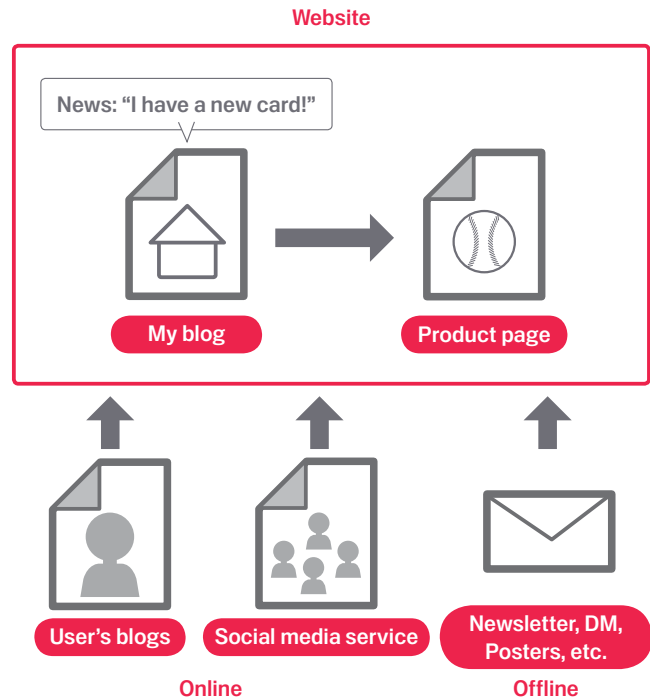 Website
News: “I have a new card!”
My blog
Product page
User's blogs
Social media service
Newsletter, DM,
Posters, etc.
Online
Offline